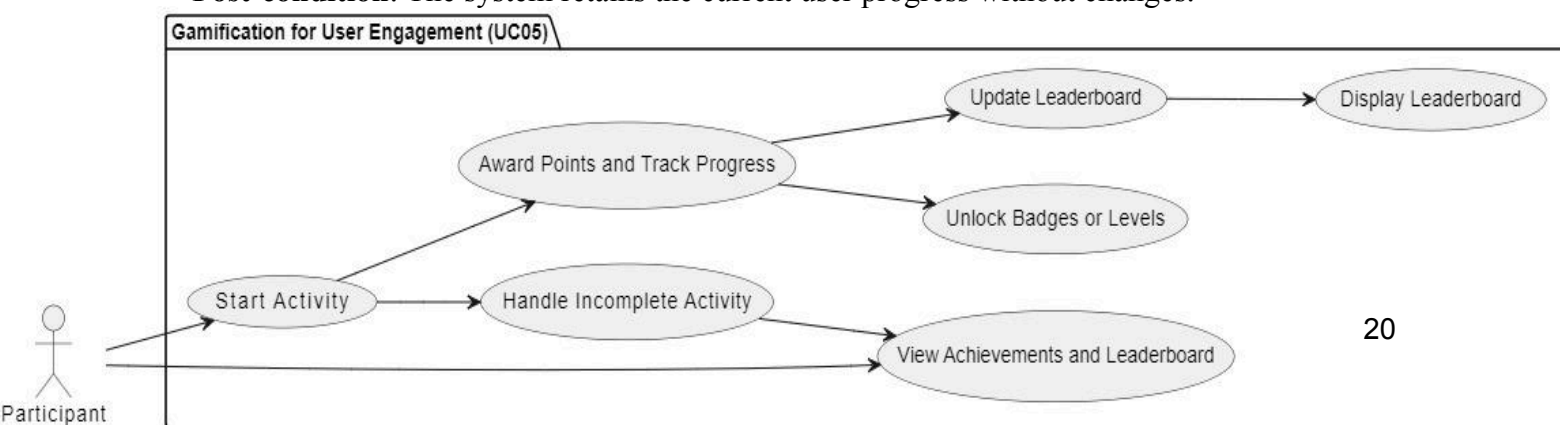 Post-condition: The system retains the current user progress without changes.
Gamification for User Engagement (UC05)
Update Leaderboard
Display Leaderboard
Award Points and Track Progress
Unlock Badges or Levels
Start Activity
Handle Incomplete Activity
20
View Achievements and Leaderboard
Participant